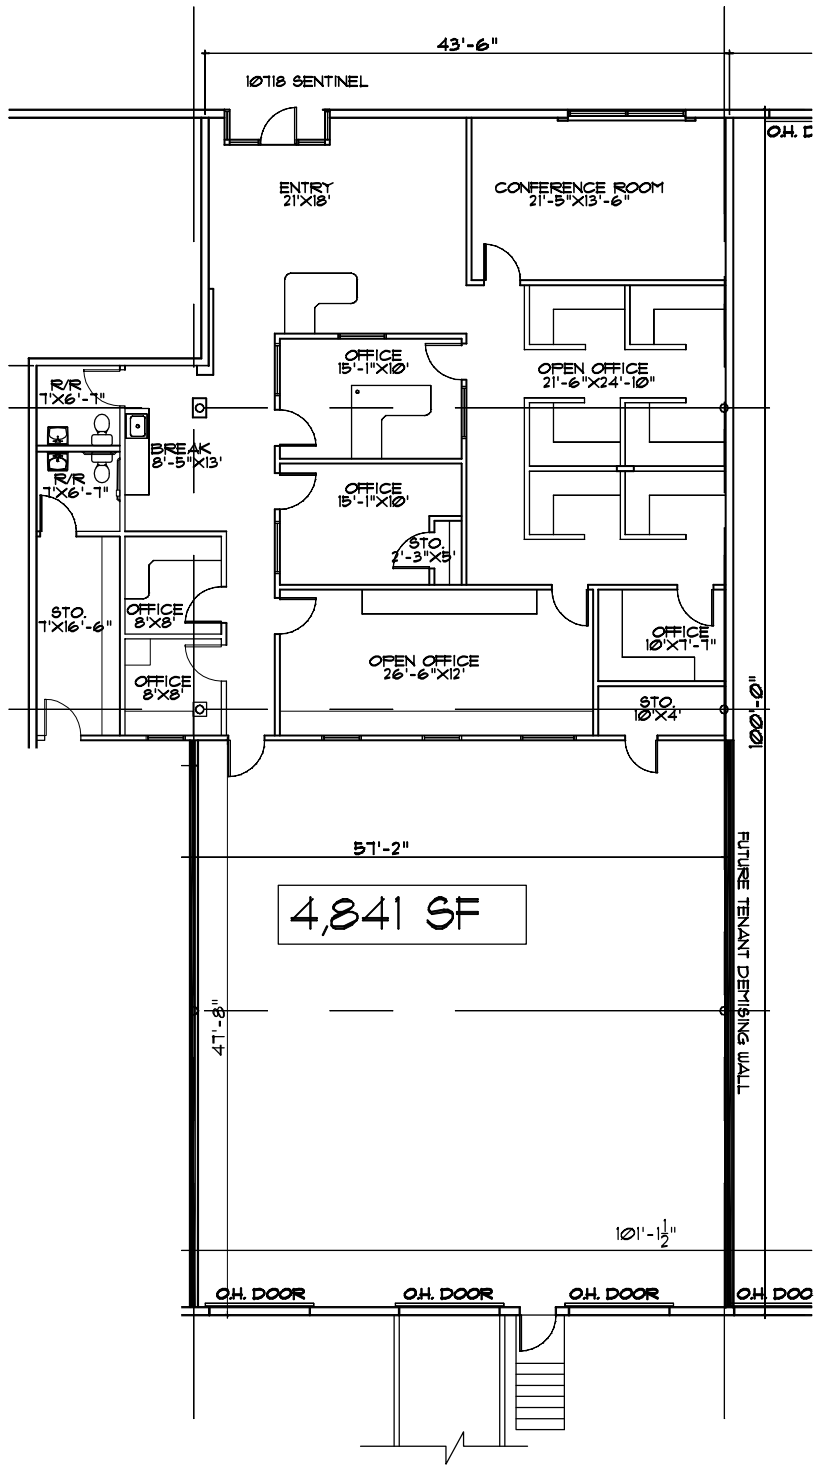 43'-6"
10718 SENTINEL
O.H. D
ENTRY
21'X18'
CONFERENCE ROOM
21'-5"X13'-6"
OFFICE
15'-1"X10'
OPEN OFFICE
21'-6"X24'-10"
R/R
7'X6'-7"
BREAK
8'-5"X13'
R/R
7'X6'-7"
OFFICE
15'-1"X10'
STO.
2'-3"X5'
STO.
7'X16'-6"
OFFICE
8'X8'
OFFICE
10'X7'-7"
OPEN OFFICE
26'-6"X12'
OFFICE
8'X8'
STO.
10'X4'
100'-0"
57'-2"
4,841 SF
FUTURE TENANT DEMISING WALL
47'-8"
101'-1 1/2"
O.H. DOOR
O.H. DOOR
O.H. DOOR
O.H. DOO